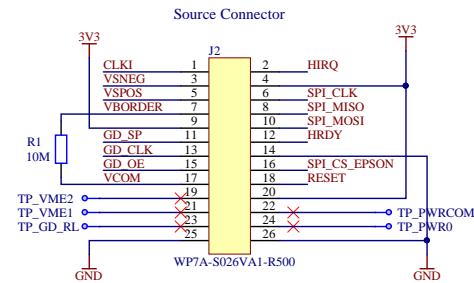 Source Connector
3V3
3V3
J2
CLKI 1 2 HIRQ
VSNEG 3 4
VSPOS 5 6 SPI_CLK
VBORDER 7 8 SPI_MISO
9 10 SPI_MOSI
GD_SP 11 12 HRDY
R1
GD_CLK 13 14
10M
GD_OE 15 16 SPI_CS_EPSON
VCOM 17 18 RESET
TP_VME2 19 20
TP_VME1 21 22 TP_PWRCOM
TP_GD_RL 23 24 TP_PWR0
25 26
WP7A-S026VA1-R500
GND
GND